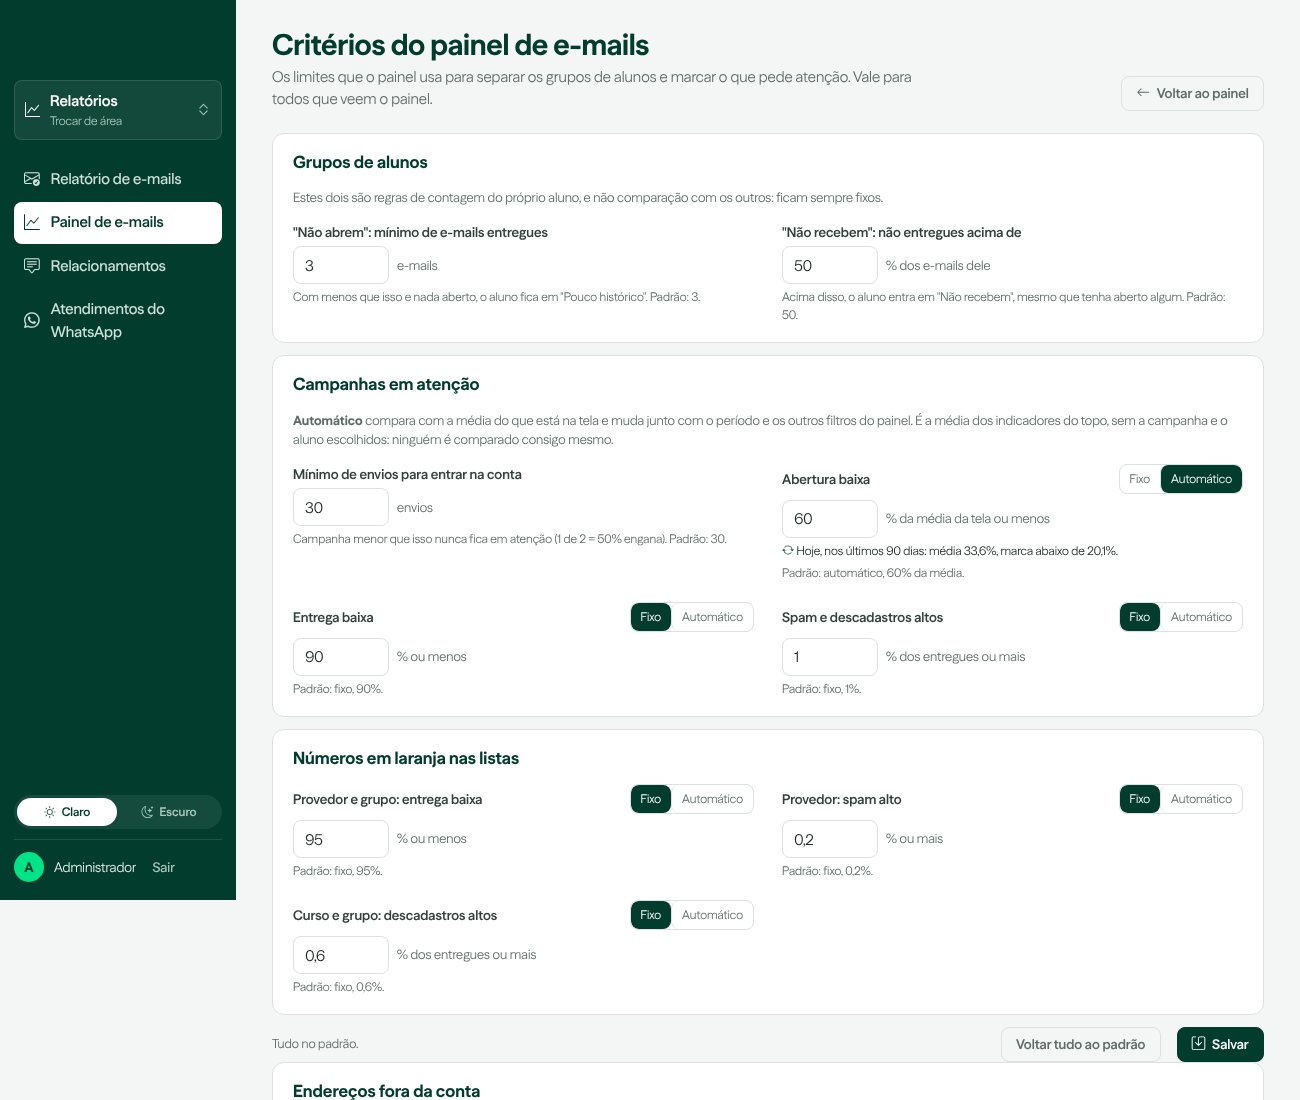 Relatórios
Trocar de área
Relatório de e-mails
Painel de e-mails
Relacionamentos
Atendimentos do
WhatsApp
Claro
Escuro
A
Administrador
Sair
Critérios do painel de e-mails
Os limites que o painel usa para separar os grupos de alunos e marcar o que pede atenção. Vale para
todos que veem o painel.
Voltar ao painel
Grupos de alunos
Estes dois são regras de contagem do próprio aluno, e não comparação com os outros: ficam sempre fixos.
"Não abrem": mínimo de e-mails entregues
3 e-mails
Com menos que isso e nada aberto, o aluno fica em "Pouco histórico". Padrão: 3.
"Não recebem": não entregues acima de
50 % dos e-mails dele
Acima disso, o aluno entra em "Não recebem", mesmo que tenha aberto algum. Padrão:
50.
Campanhas em atenção
Automático compara com a média do que está na tela e muda junto com o período e os outros filtros do painel. É a média dos indicadores do topo, sem a campanha e o
aluno escolhidos: ninguém é comparado consigo mesmo.
Mínimo de envios para entrar na conta
30 envios
Campanha menor que isso nunca fica em atenção (1 de 2 = 50% engana). Padrão: 30.
Abertura baixa Fixo Automático
60 % da média da tela ou menos
Hoje, nos últimos 90 dias: média 33,6%, marca abaixo de 20,1%.
Padrão: automático, 60% da média.
Entrega baixa Fixo Automático
90 % ou menos
Padrão: fixo, 90%.
Spam e descadastros altos Fixo Automático
1 % dos entregues ou mais
Padrão: fixo, 1%.
Números em laranja nas listas
Provedor e grupo: entrega baixa Fixo Automático
95 % ou menos
Padrão: fixo, 95%.
Provedor: spam alto Fixo Automático
0,2 % ou mais
Padrão: fixo, 0,2%.
Curso e grupo: descadastros altos Fixo Automático
0,6 % dos entregues ou mais
Padrão: fixo, 0,6%.
Tudo no padrão.
Voltar tudo ao padrão
Salvar
Endereços fora da conta